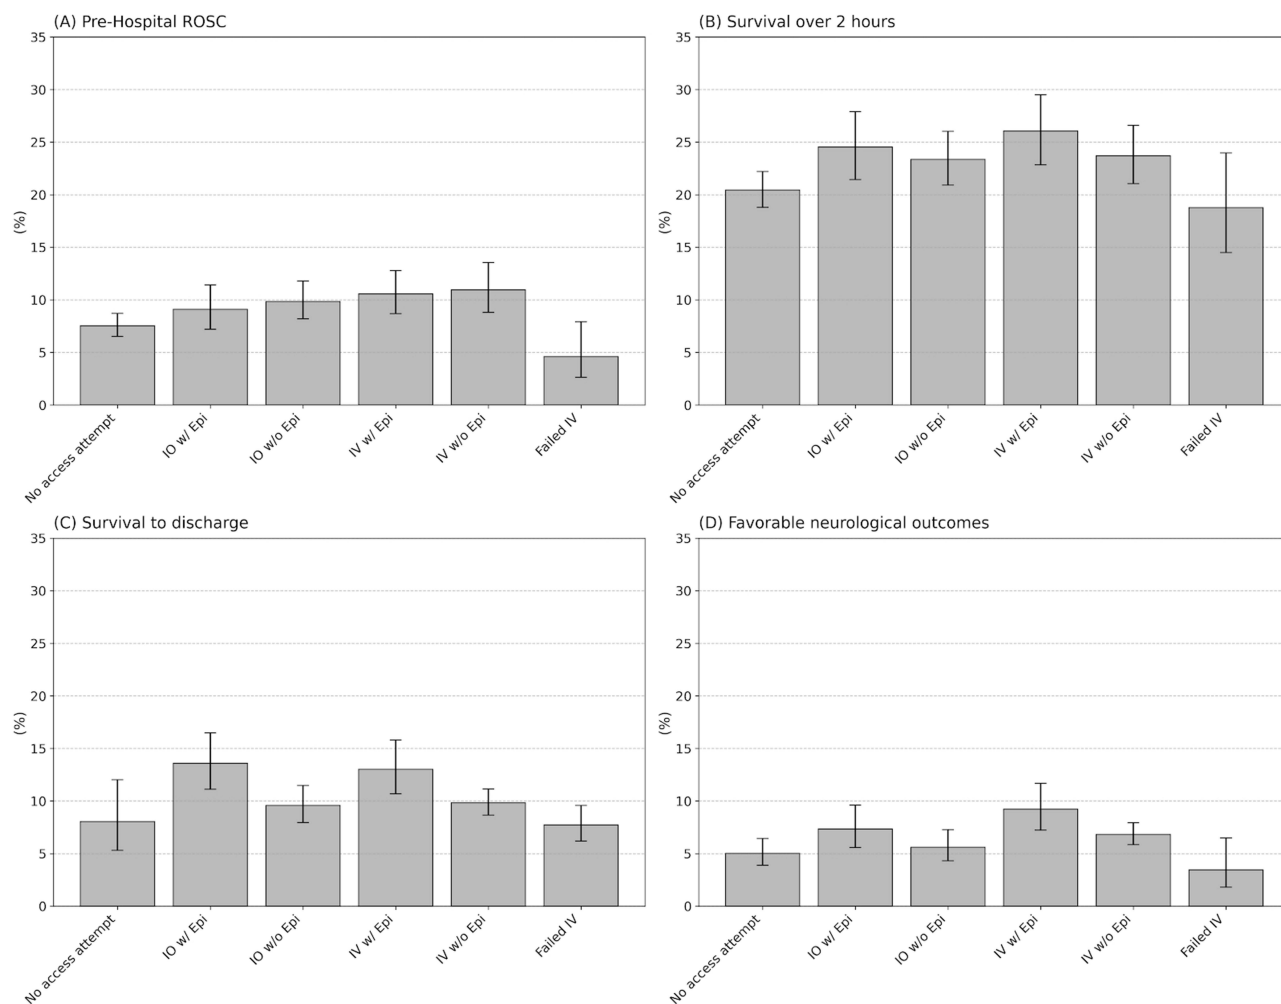 (A) Pre-Hospital ROSC
35
30
25
20
15
10
5
0
(%)
No access attempt
IO w/ Epi
IO w/o Epi
IV w/ Epi
IV w/o Epi
Failed IV
(B) Survival over 2 hours
35
30
25
20
15
10
5
0
(%)
No access attempt
IO w/ Epi
IO w/o Epi
IV w/ Epi
IV w/o Epi
Failed IV
(C) Survival to discharge
35
30
25
20
15
10
5
0
(%)
No access attempt
IO w/ Epi
IO w/o Epi
IV w/ Epi
IV w/o Epi
Failed IV
(D) Favorable neurological outcomes
35
30
25
20
15
10
5
0
(%)
No access attempt
IO w/ Epi
IO w/o Epi
IV w/ Epi
IV w/o Epi
Failed IV